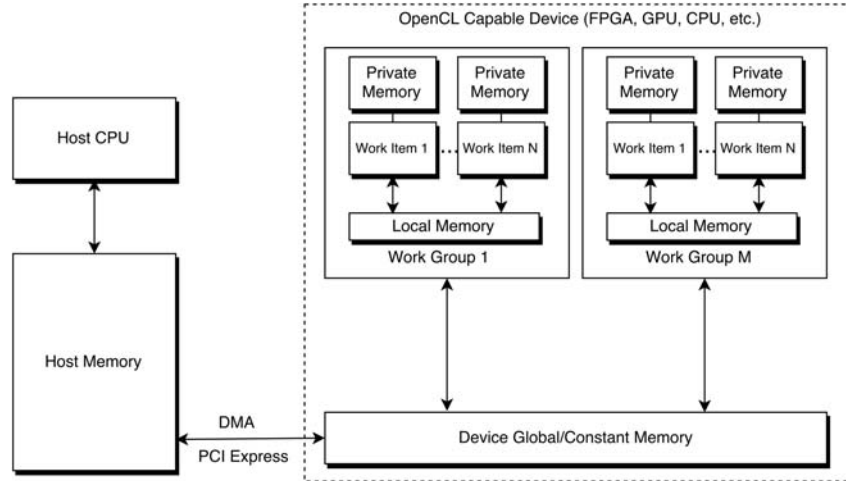 OpenCL Capable Device (FPGA, GPU, CPU, etc.)
Private
Memory
Private
Memory
Private
Memory
Private
Memory
Host CPU
Work Item 1
...
Work Item N
Work Item 1
...
Work Item N
Local Memory
Local Memory
Work Group 1
Work Group M
Host Memory
DMA
PCI Express
Device Global/Constant Memory